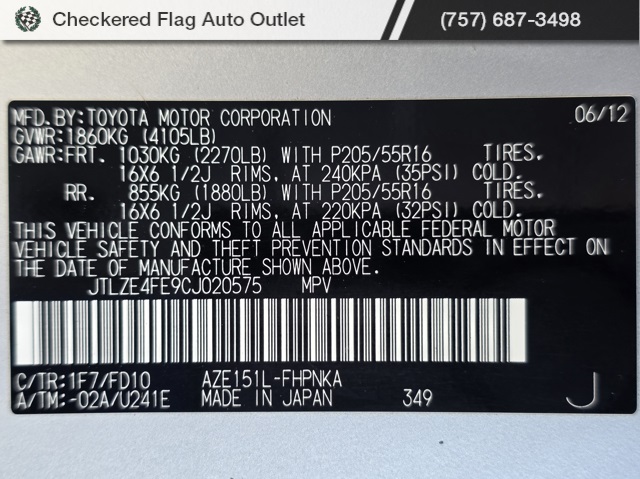 Checkered Flag Auto Outlet (757) 687-3498
MFD.BY:TOYOTA MOTOR CORPORATION 06/12
GVWR:1860KG (4105LB)
GAWR:FRT. 1030KG (2270LB) WITH P205/55R16 TIRES.
16X6 1/2J RIMS, AT 240KPA (35PSI) COLD.
RR. 855KG (1880LB) WITH P205/55R16 TIRES.
16X6 1/2J RIMS, AT 220KPA (32PSI) COLD.
THIS VEHICLE CONFORMS TO ALL APPLICABLE FEDERAL MOTOR
VEHICLE SAFETY AND THEFT PREVENTION STANDARDS IN EFFECT ON
THE DATE OF MANUFACTURE SHOWN ABOVE.
JTLZE4FE9CJ020575 MPV
C/TR:1F7/FD10 AZE151L-FHPNKA
A/TM:-02A/U241E MADE IN JAPAN 349 J